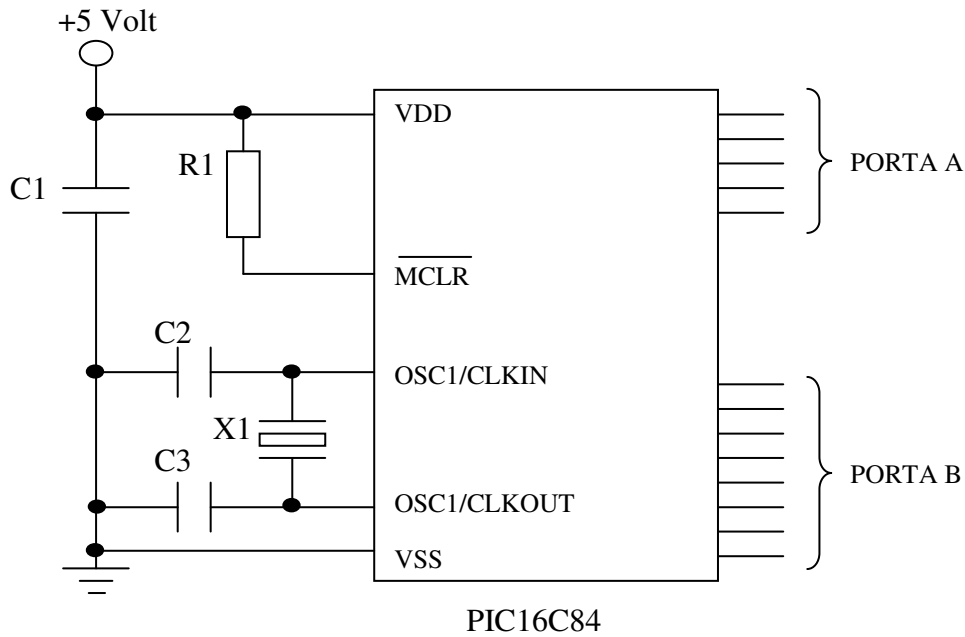 +5 Volt
VDD
PORTA A
R1
C1
MCLR
C2
OSC1/CLKIN
X1
C3
PORTA B
OSC1/CLKOUT
VSS
PIC16C84